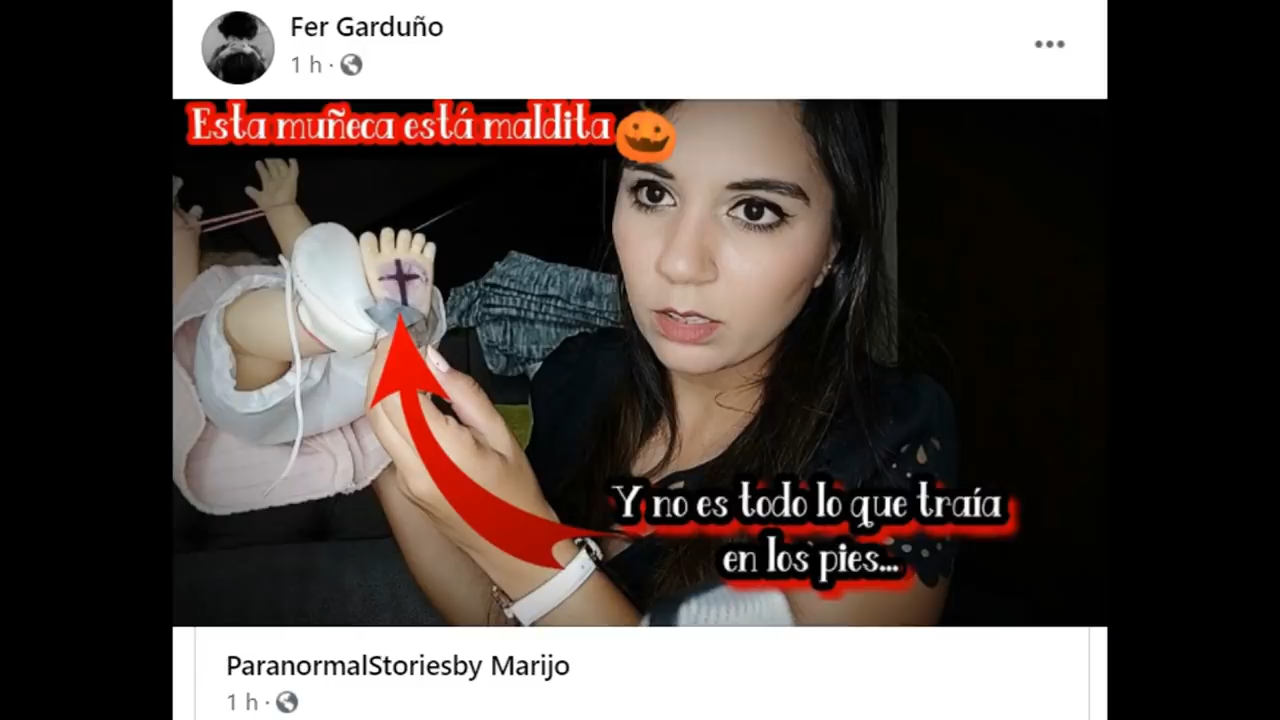 Fer Garduño
1 h ·
Esta muñeca está maldita
Y no es todo lo que traía
en los pies...
ParanormalStoriesby Marijo
1 h ·